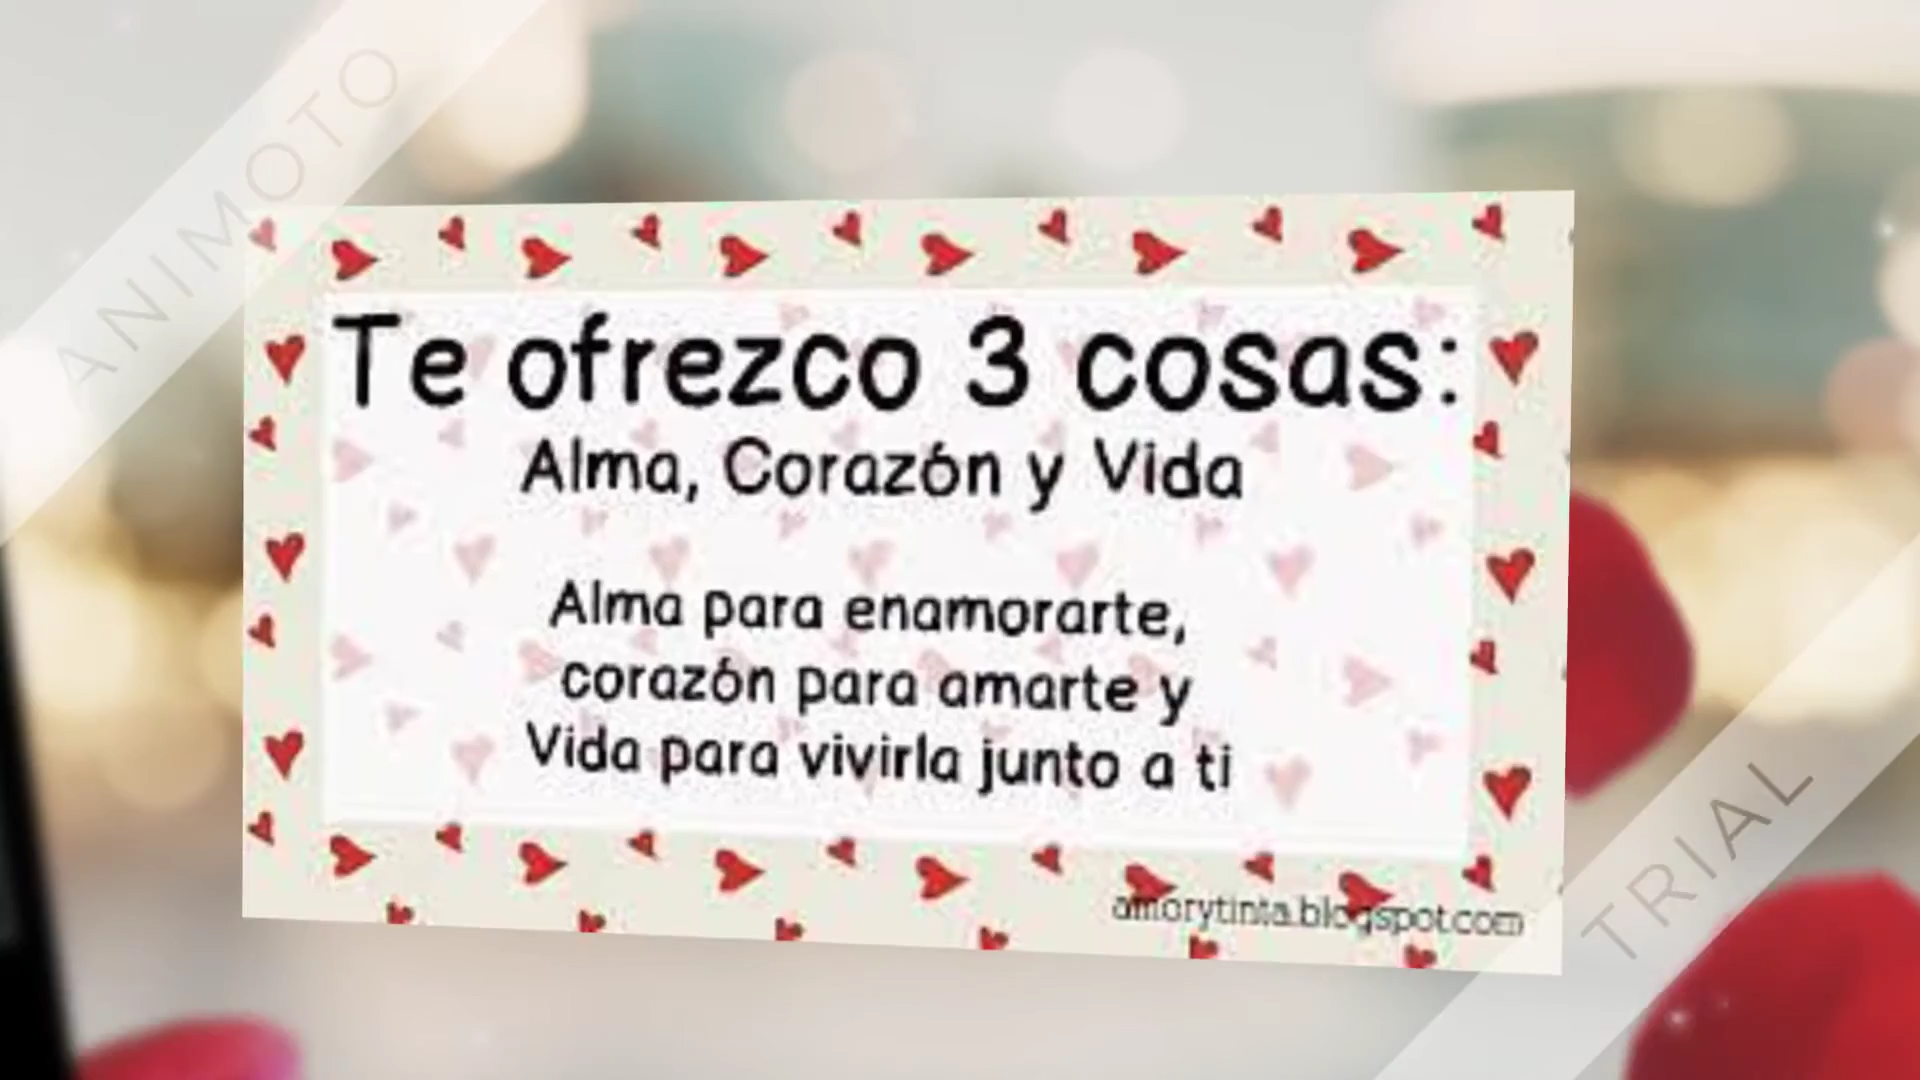 ANIMOTO
Te ofrezco 3 cosas:
Alma, Corazón y Vida
Alma para enamorarte,
corazón para amarte y
Vida para vivirla junto a ti
amorytinta.blogspot.com
TRIAL